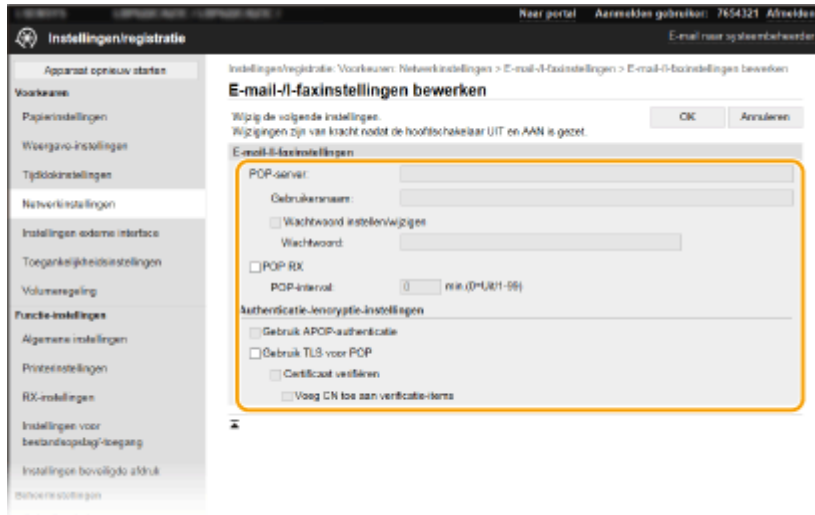 Naar portal Aanmelden gebruiker: 7654321 Afmelden
Instellingen/registratie
E-mail naar systeembeheerder
Apparaat opnieuw starten
Voorkeuren
Papierinstellingen
Weergave-instellingen
Tijdklokinstellingen
Netwerkinstellingen
Instellingen externe interface
Toegankelijkheidsinstellingen
Volumeregeling
Functie-instellingen
Algemene instellingen
Printerinstellingen
RX-instellingen
Instellingen voor
bestandsopslag/-toegang
Instellingen beveiligde afdruk
Beheerinstellingen
Instellingen/registratie: Voorkeuren: Netwerkinstellingen > E-mail-/I-faxinstellingen > E-mail-/I-faxinstellingen bewerken
E-mail-/I-faxinstellingen bewerken
Wijzig de volgende instellingen.
Wijzigingen zijn van kracht nadat de hoofdschakelaar UIT en AAN is gezet.
OK Annuleren
E-mail-/I-faxinstellingen
POP-server:
Gebruikersnaam:
Wachtwoord instellen/wijzigen
Wachtwoord:
POP RX
POP-interval: 0 min.(0=Uit/1-99)
Authenticatie-/encryptie-instellingen
Gebruik APOP-authenticatie
Gebruik TLS voor POP
Certificaat verifiëren
Voeg CN toe aan verificatie-items